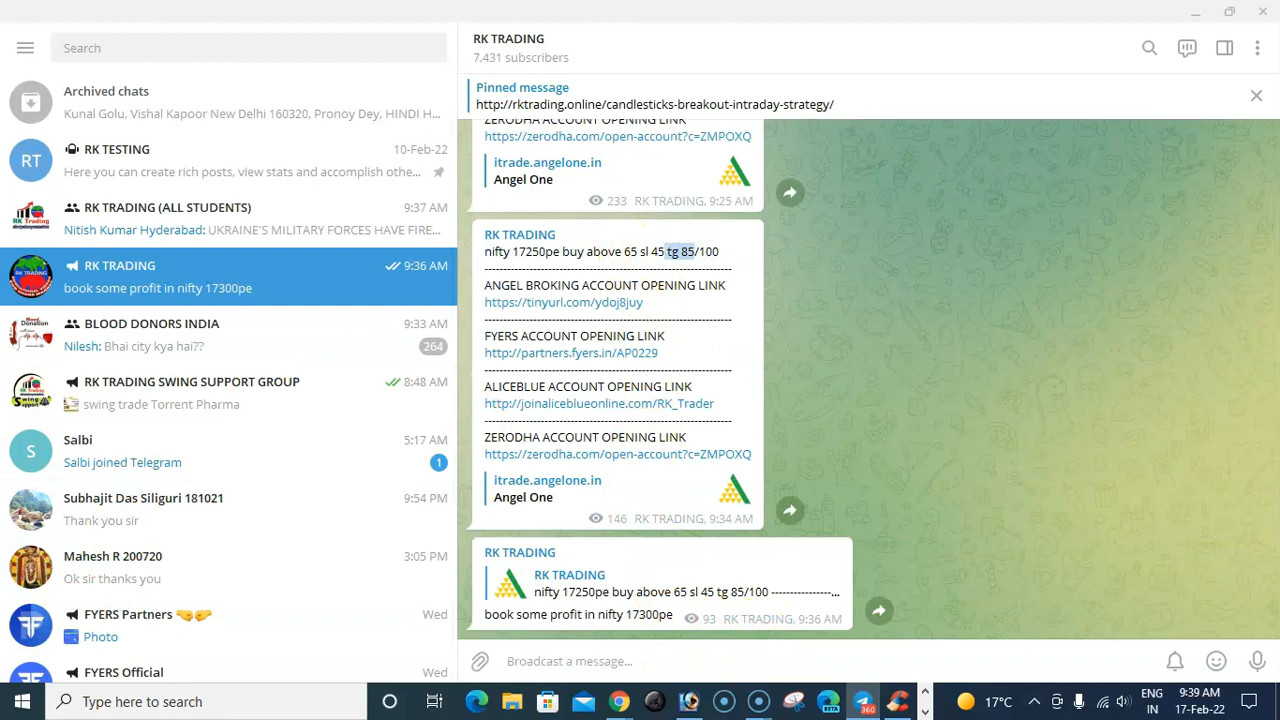 Search
Archived chats
Kunal Golu, Vishal Kapoor New Delhi 160320, Pronoy Dey, HINDI H...
RT
RK TESTING
10-Feb-22
Here you can create rich posts, view stats and accomplish othe...
RK TRADING (ALL STUDENTS)
9:37 AM
Nitish Kumar Hyderabad: UKRAINE'S MILITARY FORCES HAVE FIRE...
RK TRADING
9:36 AM
book some profit in nifty 17300pe
BLOOD DONORS INDIA
9:33 AM
Nilesh: Bhai city kya hai??
264
RK TRADING SWING SUPPORT GROUP
8:48 AM
swing trade Torrent Pharma
S
Salbi
5:17 AM
Salbi joined Telegram
1
Subhajit Das Siliguri 181021
9:54 PM
Thank you sir
Mahesh R 200720
3:05 PM
Ok sir thanks you
FYERS Partners 🤜🤛
Wed
Photo
FYERS Official
Wed
RK TRADING
7,431 subscribers
Pinned message
http://rktrading.online/candlesticks-breakout-intraday-strategy/
ZERODHA ACCOUNT OPENING LINK
https://zerodha.com/open-account?c=ZMPOXQ
itrade.angelone.in
Angel One
233 RK TRADING, 9:25 AM
RK TRADING
nifty 17250pe buy above 65 sl 45 tg 85/100
------------------------------------------------------------------
ANGEL BROKING ACCOUNT OPENING LINK
https://tinyurl.com/ydoj8juy
------------------------------------------------------------------
FYERS ACCOUNT OPENING LINK
http://partners.fyers.in/AP0229
------------------------------------------------------------------
ALICEBLUE ACCOUNT OPENING LINK
http://joinaliceblueonline.com/RK_Trader
------------------------------------------------------------------
ZERODHA ACCOUNT OPENING LINK
https://zerodha.com/open-account?c=ZMPOXQ
itrade.angelone.in
Angel One
146 RK TRADING, 9:34 AM
RK TRADING
RK TRADING
nifty 17250pe buy above 65 sl 45 tg 85/100 ----------------...
book some profit in nifty 17300pe
93 RK TRADING, 9:36 AM
Broadcast a message...
Type here to search
BETA
360
17°C
ENG
IN
9:39 AM
17-Feb-22